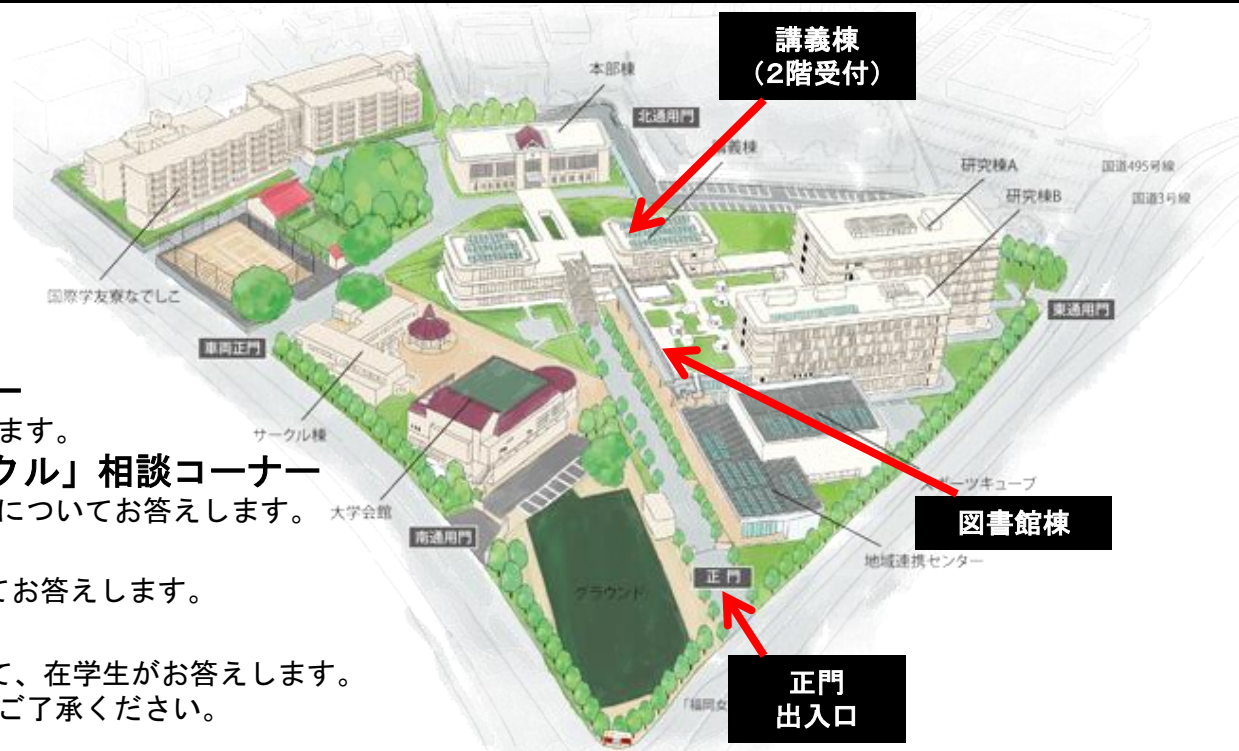 講義棟
(2階受付)
本部棟
北通用門
義棟
研究棟A
国道495号線
研究棟B
国道3号線
国際学友寮なでしこ
東通用門
車両正門
ー
ます。
サークル棟
クル」相談コーナー
についてお答えします。
大学会館
スポーツキューブ
図書館棟
南通用門
地域連携センター
正門
グラウンド
てお答えします。
て、在学生がお答えします。
ご了承ください。
正門
出入口
「福岡女